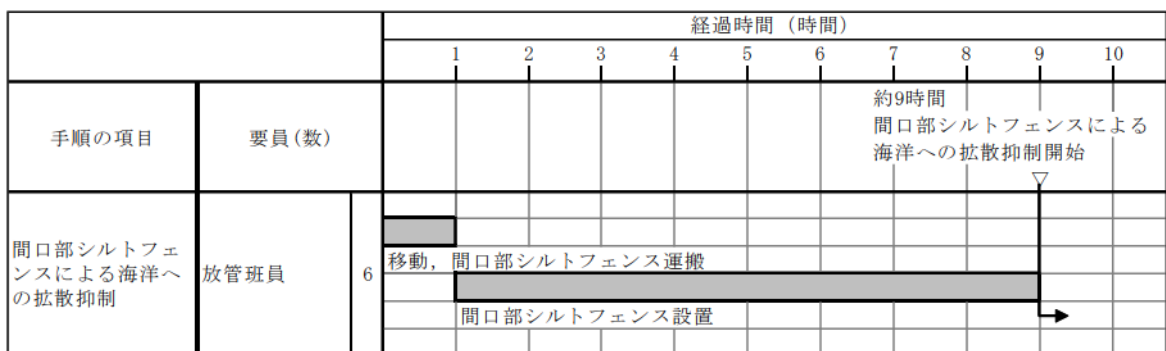 経過時間（時間）
1 2 3 4 5 6 7 8 9 10
手順の項目
要員(数)
約9時間
間口部シルトフェンスによる
海洋への拡散抑制開始
▽
間口部シルトフェ
ンスによる海洋へ
の拡散抑制
放管班員
6
移動，間口部シルトフェンス運搬
間口部シルトフェンス設置